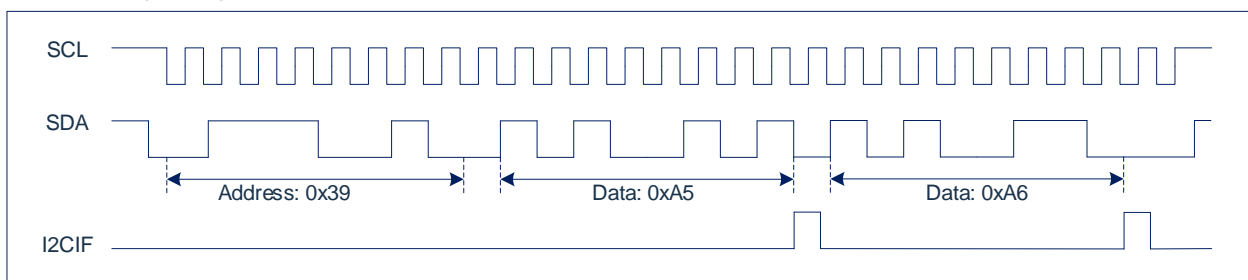 SCL
SDA
Address: 0x39 Data: 0xA5 Data: 0xA6
I2CIF